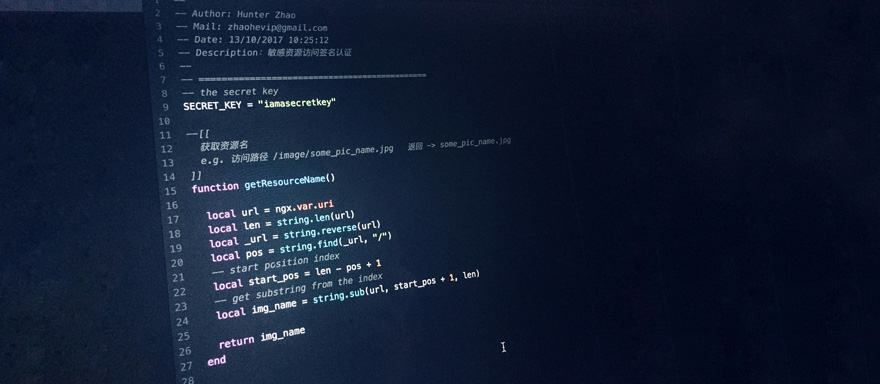 1 --
2 -- Author: Hunter Zhao
3 -- Mail: zhaohevip@gmail.com
4 -- Date: 13/10/2017 10:25:12
5 -- Description: 敏感资源访问签名认证
6 --
7 -- ==========================================
8 -- the secret key
9 SECRET_KEY = "iamasecretkey"
10
11 --[[
12 获取资源名
13 e.g. 访问路径 /image/some_pic_name.jpg 返回 -> some_pic_name.jpg
14 ]]
15 function getResourceName()
16
17 local url = ngx.var.uri
18 local len = string.len(url)
19 local _url = string.reverse(url)
20 local pos = string.find(_url, "/")
21 -- start position index
22 local start_pos = len - pos + 1
23 -- get substring from the index
24 local img_name = string.sub(url, start_pos + 1, len)
25
26 return img_name
27 end
28